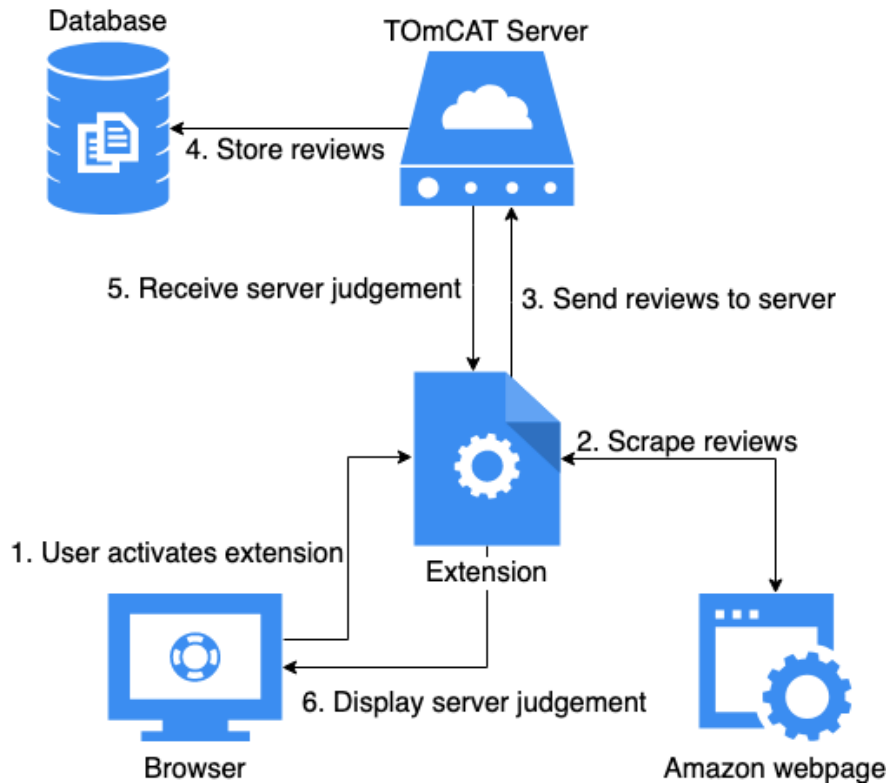 Database
TOmCAT Server
4. Store reviews
5. Receive server judgement
3. Send reviews to server
2. Scrape reviews
1. User activates extension
Extension
6. Display server judgement
Browser
Amazon webpage